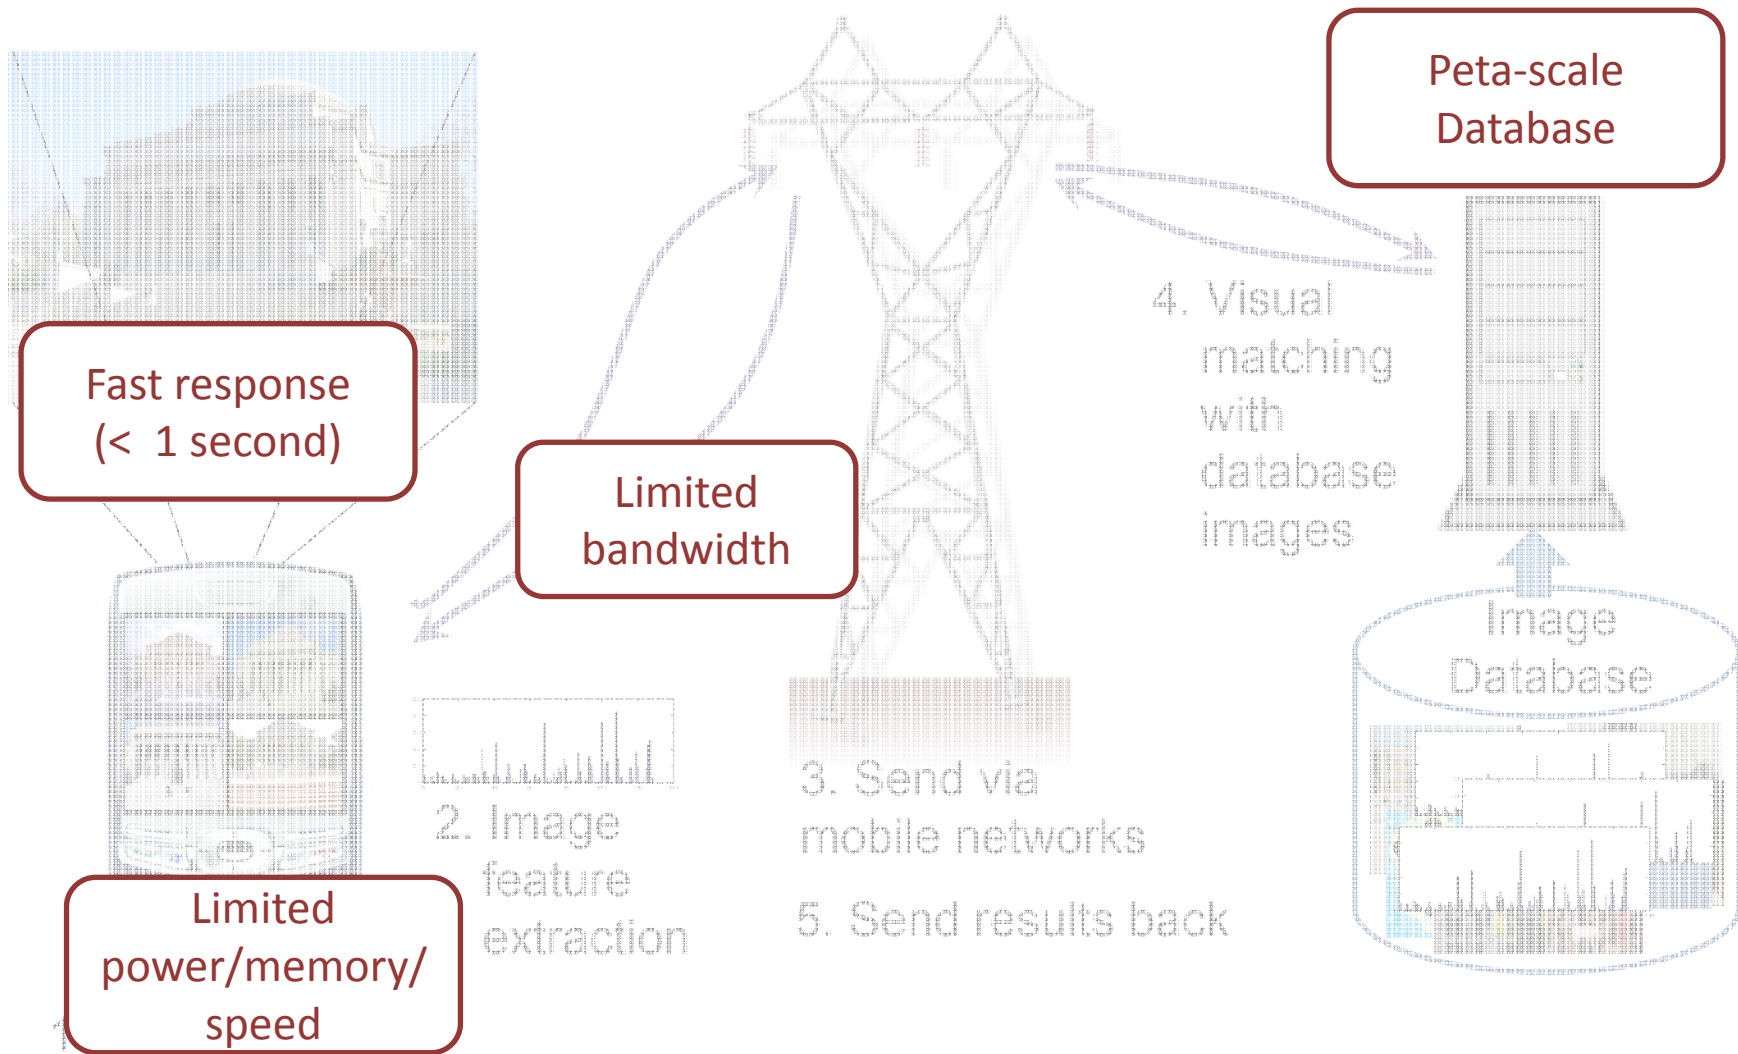 Peta-scale
Database
Fast response
(< 1 second)
Limited
bandwidth
4. Visual
matching
with
database
images
Image
Database
2. Image
feature
extraction
3. Send via
mobile networks
5. Send results back
Limited
power/memory/
speed